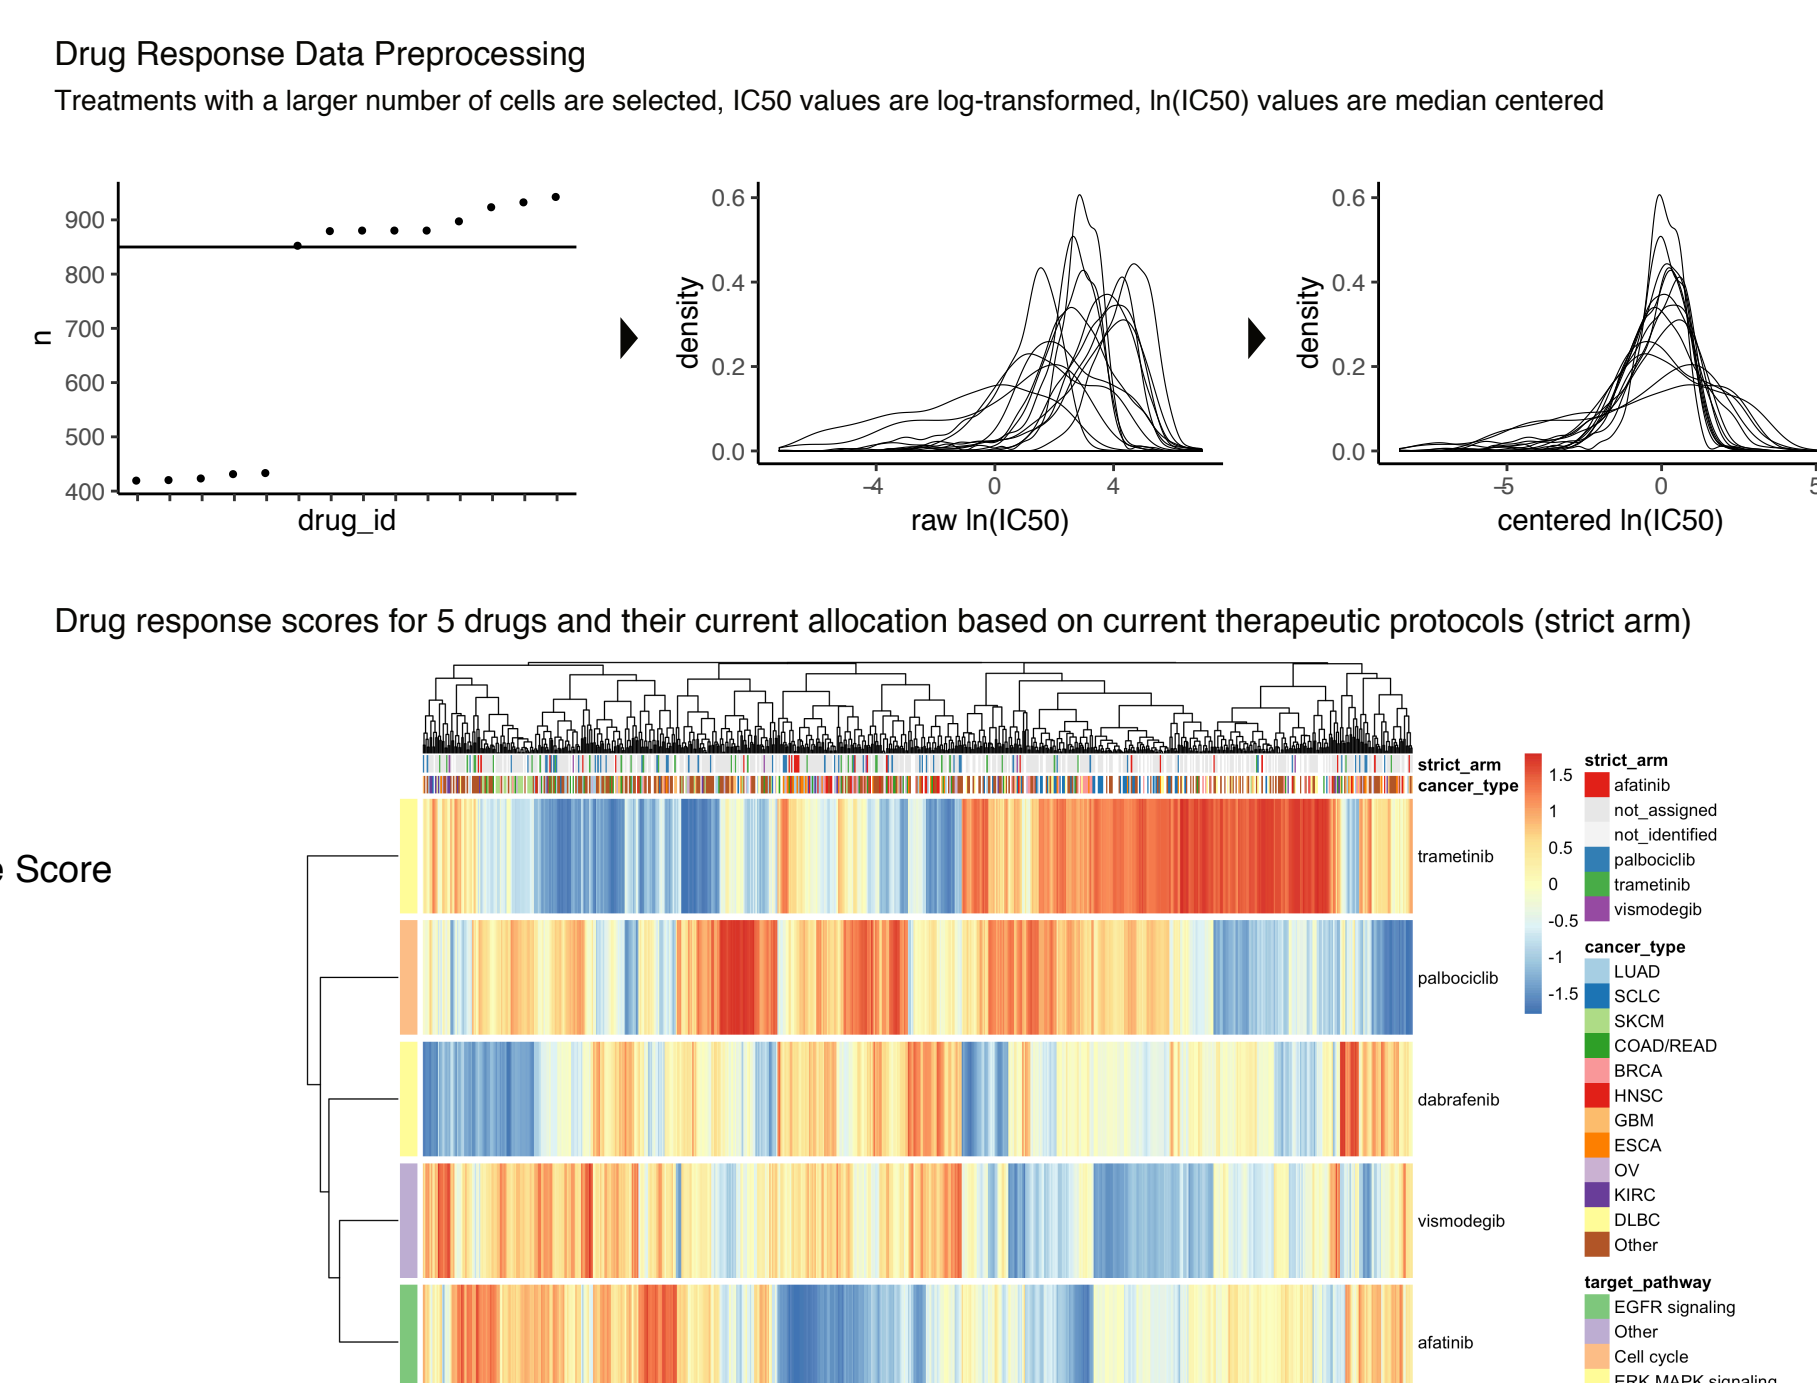 Drug Response Data Preprocessing
Treatments with a larger number of cells are selected, IC50 values are log-transformed, ln(IC50) values are median centered
n
900
800
700
600
500
400
drug_id
density
0.6
0.4
0.2
0.0
-4
0
4
raw ln(IC50)
density
0.6
0.4
0.2
0.0
-5
0
5
centered ln(IC50)
Drug response scores for 5 drugs and their current allocation based on current therapeutic protocols (strict arm)
Score
strict_arm
cancer_type
trametinib
palbociclib
dabrafenib
vismodegib
afatinib
1.5
1
0.5
0
-0.5
-1
-1.5
strict_arm
afatinib
not_assigned
not_identified
palbociclib
trametinib
vismodegib
cancer_type
LUAD
SCLC
SKCM
COAD/READ
BRCA
HNSC
GBM
ESCA
OV
KIRC
DLBC
Other
target_pathway
EGFR signaling
Other
Cell cycle
ERK MAPK signaling